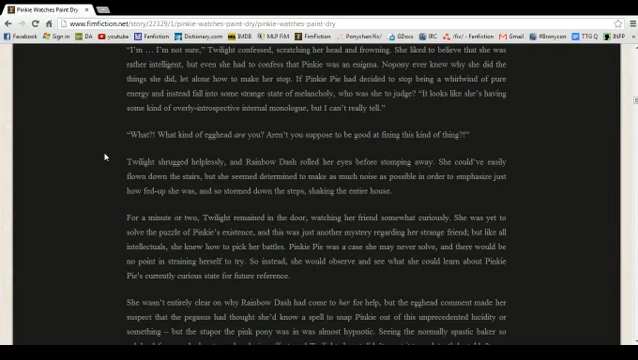 Pinkie Watches Paint Dry
www.fimfiction.net/story/22329/1/pinkie-watches-paint-dry/pinkie-watches-paint-dry
Facebook Sign in DA IMDB MLP FiM GDocs Ponychan/fic/ TTG Q @Bronycon
"I'm … I'm not sure," Twilight confessed, scratching her head and frowning. She liked to believe that she was
rather intelligent, but even she had to confess that Pinkie was an enigma. Nopony ever knew why she did the
things she did, let alone how to make her stop. If Pinkie Pie had decided to stop being a whirlwind of pure
energy and instead fall into some strange state of melancholy, who was she to judge? "It looks like she's having
some kind of overly-introspective internal monologue, but I can't really tell."
"What?! What kind of egghead are you? Aren't you suppose to be good at fixing this kind of thing?!"
Twilight shrugged helplessly, and Rainbow Dash rolled her eyes before stomping away. She could've easily
flown down the stairs, but she seemed determined to make as much noise as possible in order to emphasize just
how fed-up she was, and so stormed down the steps, shaking the entire house.
For a minute or two, Twilight remained in the door, watching her friend somewhat curiously. She was yet to
solve the puzzle of Pinkie's existence, and this was just another mystery regarding her strange friend; but like all
intellectuals, she knew how to pick her battles. Pinkie Pie was a case she may never solve, and there would be
no point in straining herself to try. So instead, she would observe and see what she could learn about Pinkie
Pie's currently curious state for future reference.
She wasn't entirely clear on why Rainbow Dash had come to her for help, but the egghead comment made her
suspect that the pegasus had thought she'd know a spell to snap Pinkie out of this unprecedented lucidity or
something – but the stupor the pink pony was in was almost hypnotic. Seeing the normally spastic baker so